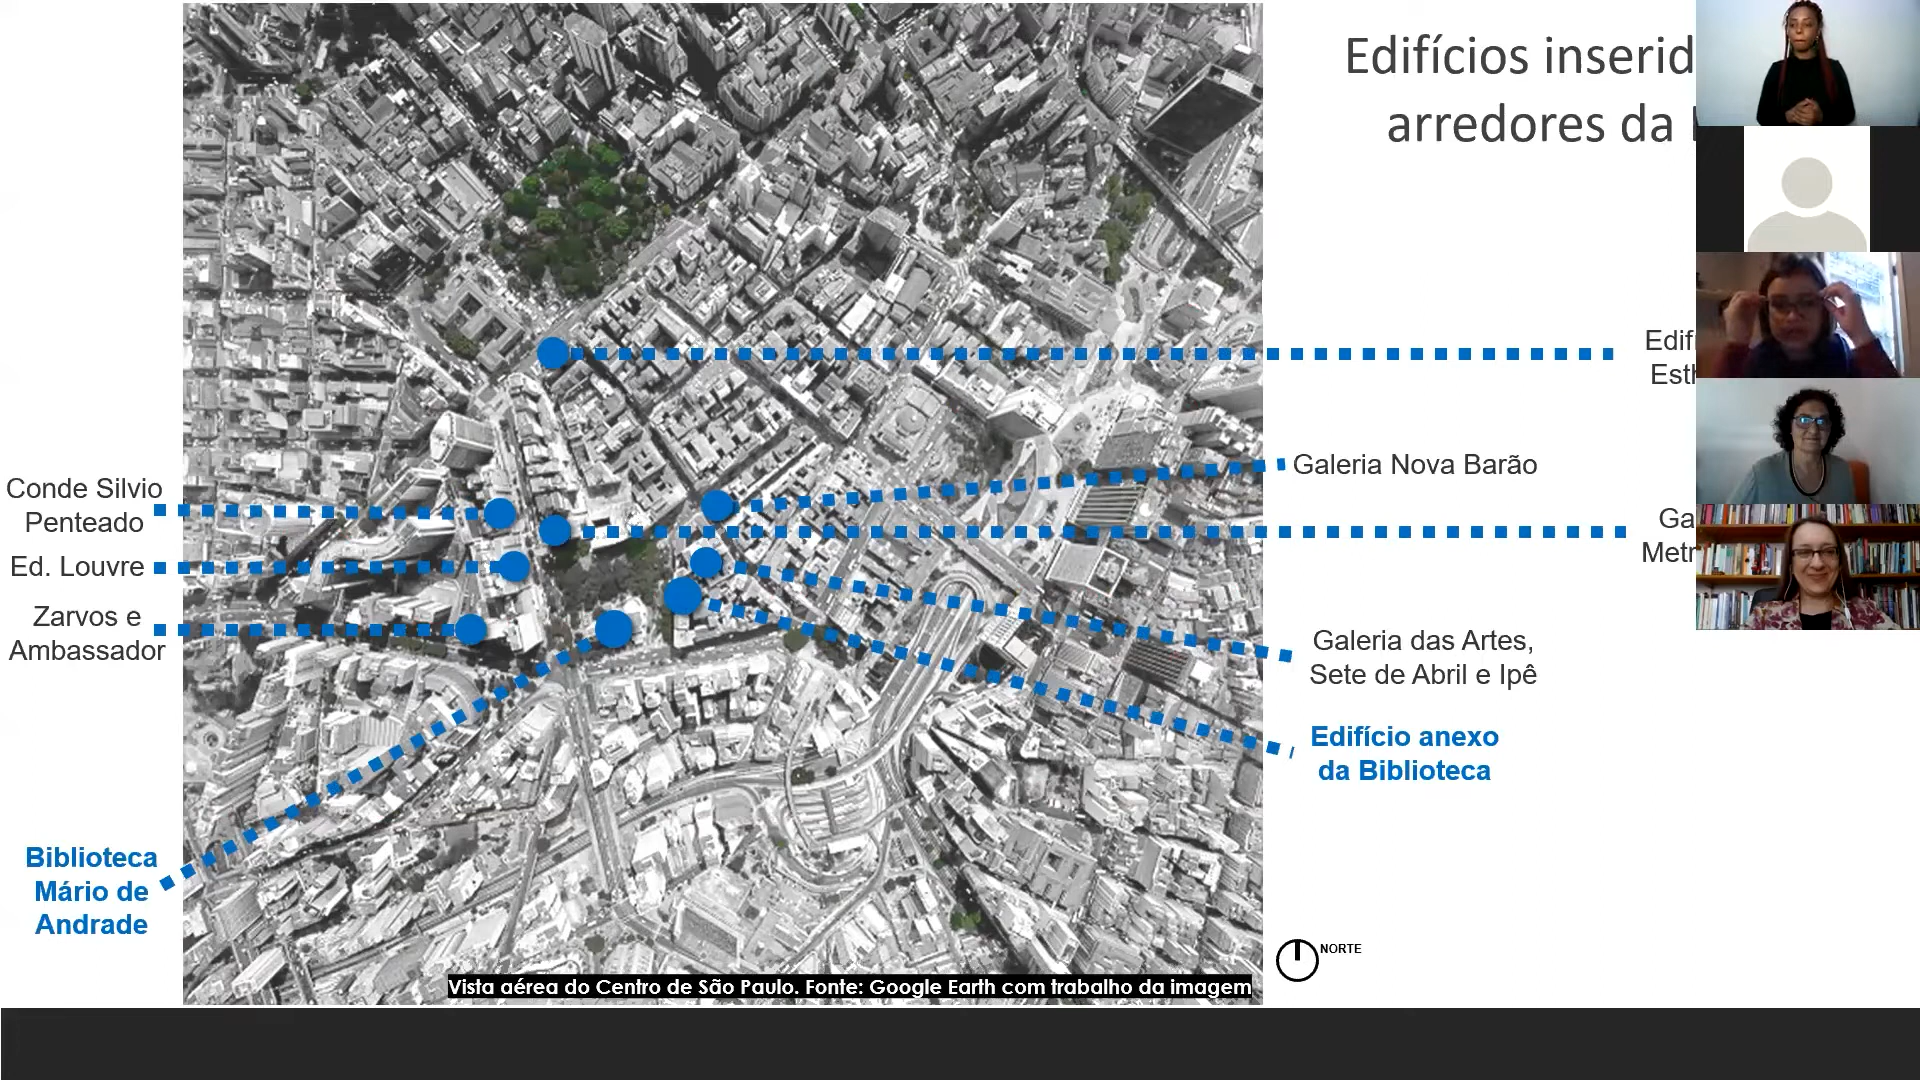 Edifícios inserid
arredores da
Edif
Esth
Galeria Nova Barão
Conde Silvio
Penteado
Ga
Metr
Ed. Louvre
Zarvos e
Ambassador
Galeria das Artes,
Sete de Abril e Ipê
Edifício anexo
da Biblioteca
Biblioteca
Mário de
Andrade
NORTE
Vista aérea do Centro de São Paulo. Fonte: Google Earth com trabalho da imagem